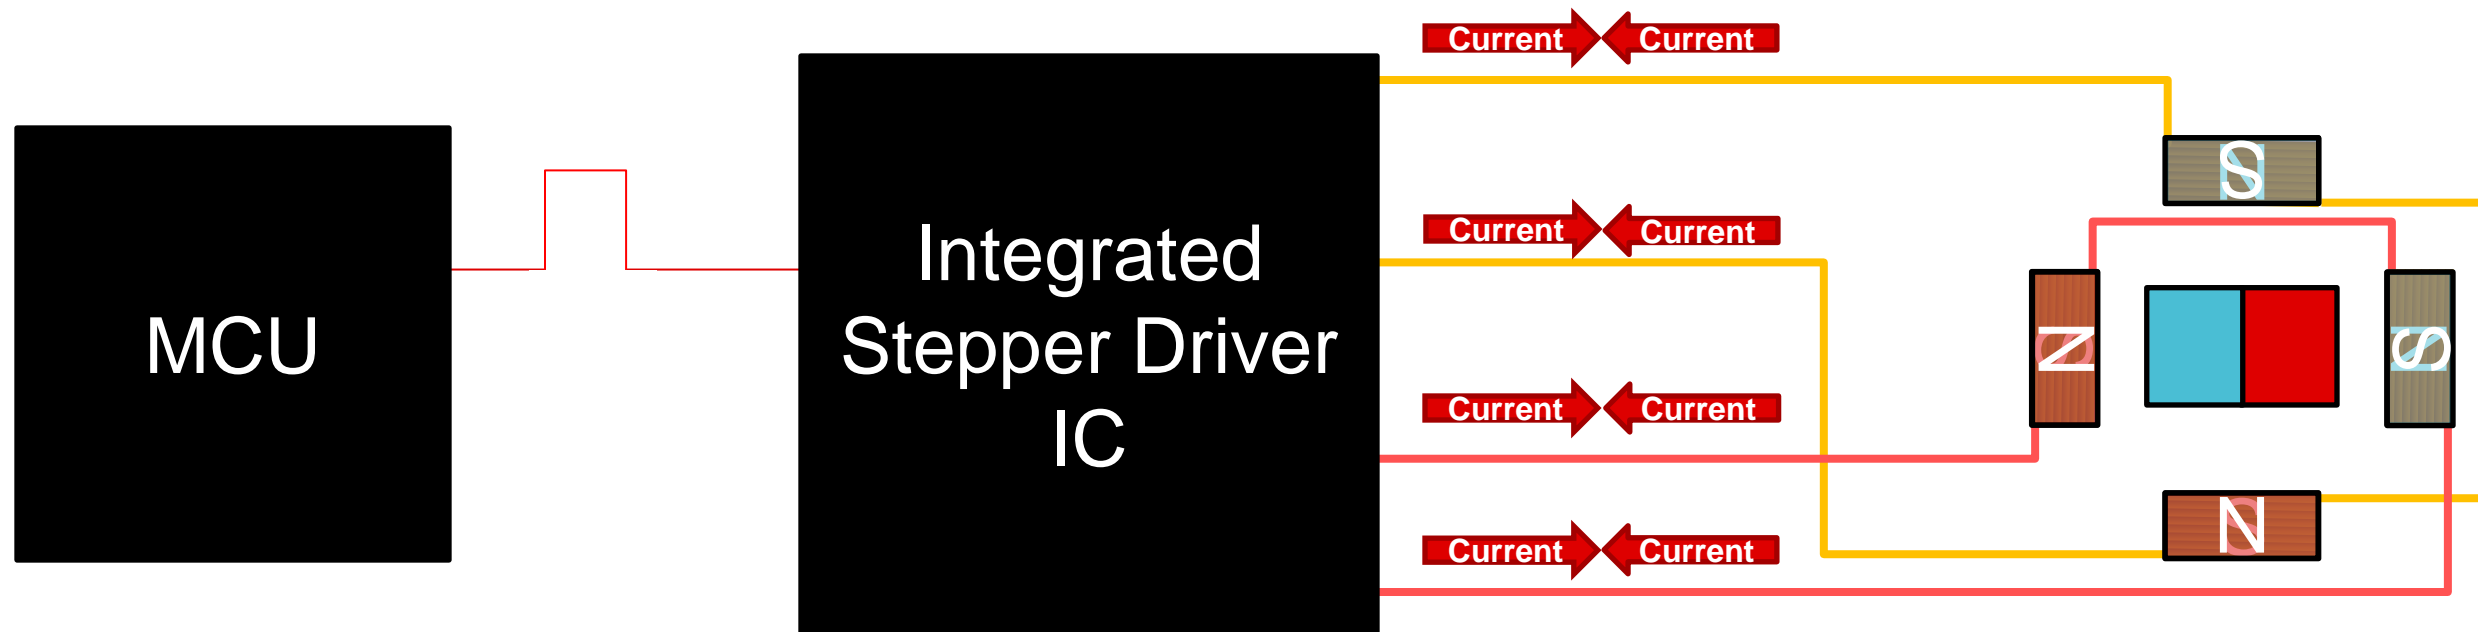 Current Current
S
Current Current
Integrated
Stepper Driver
IC
MCU
N
S
Current Current
N
Current Current